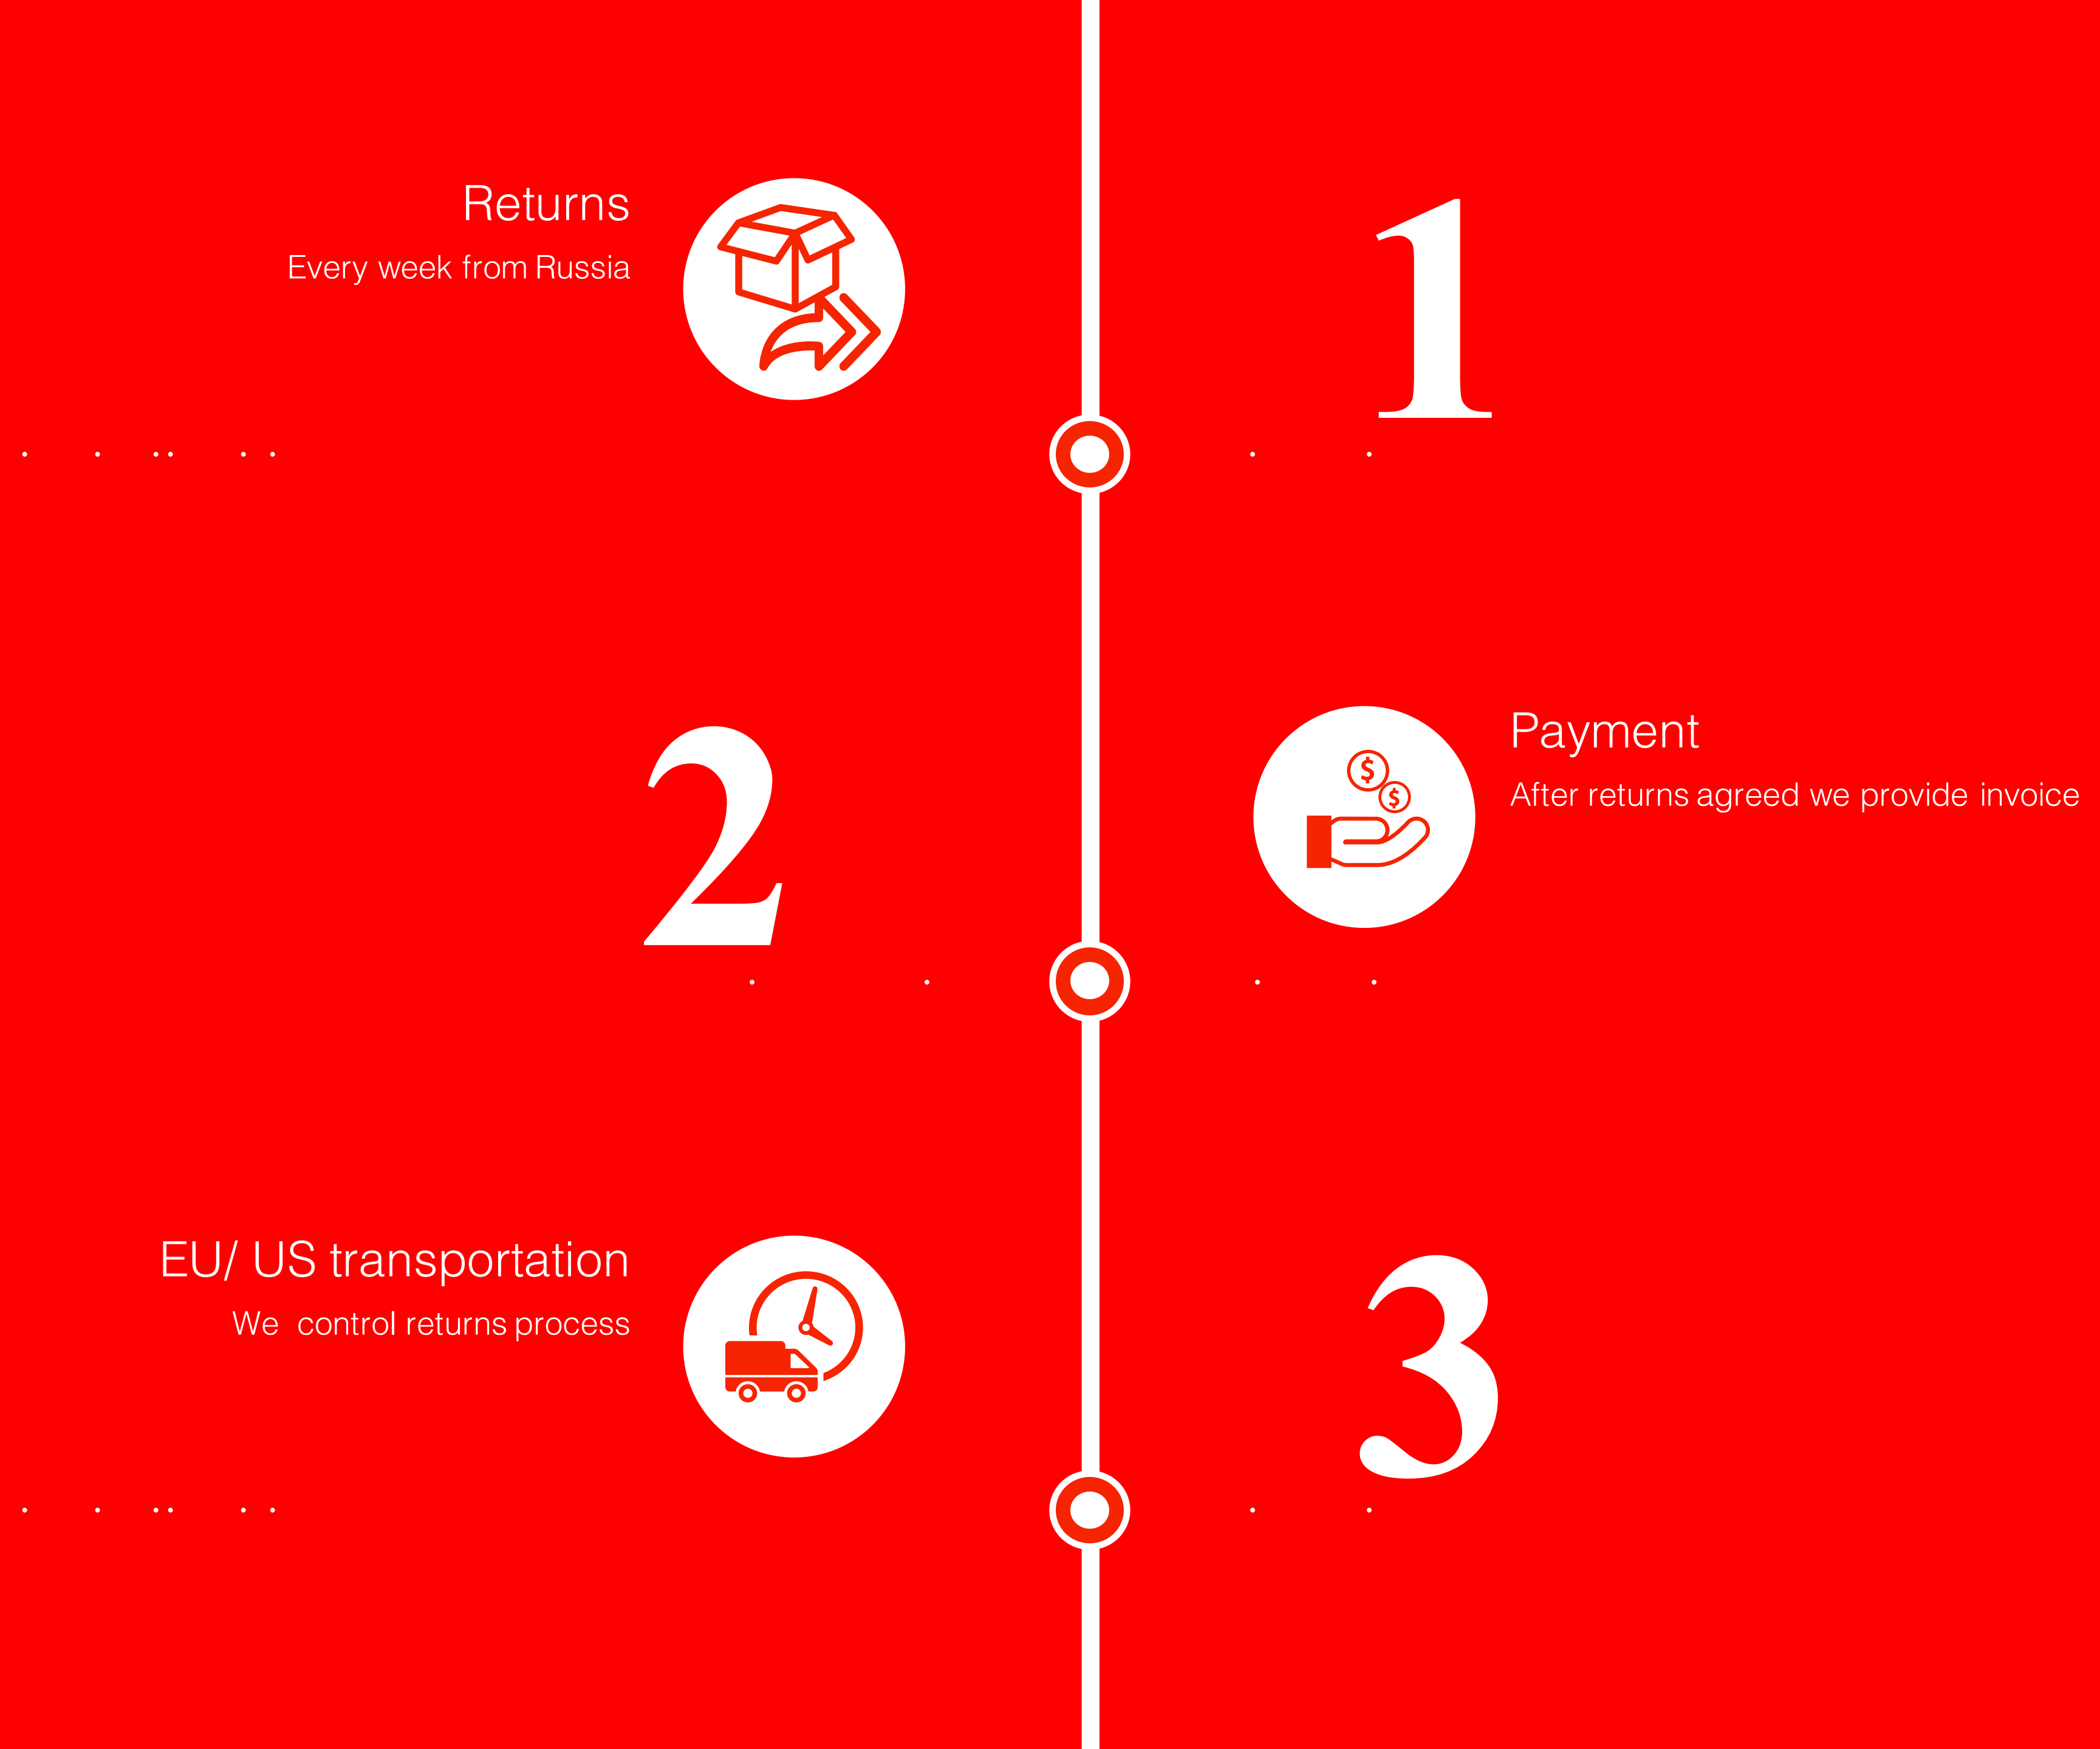 Returns
Every week from Russia
1
2
Payment
After returns agreed we provide invoice
$
$
EU/ US transportation
We control returns process
3